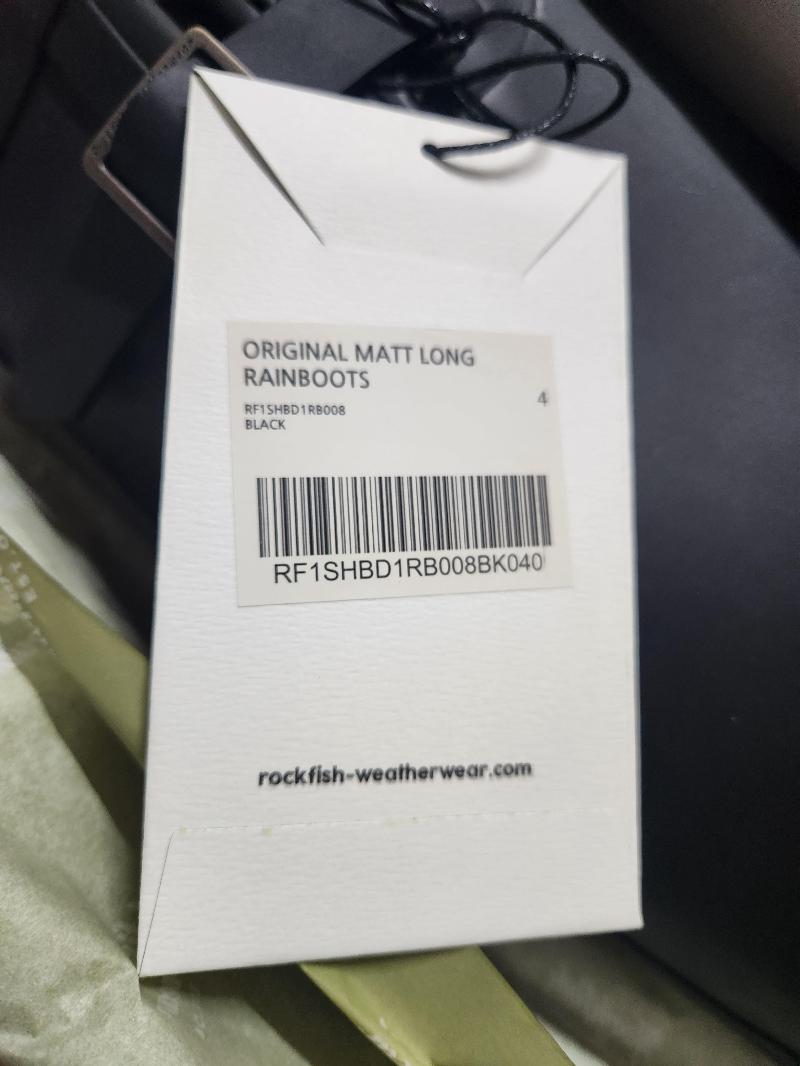 ORIGINAL MATT LONG
RAINBOOTS
4
RF1SHBD1RB008
BLACK
RF1SHBD1RB008BK040
rockfish-weatherwear.com